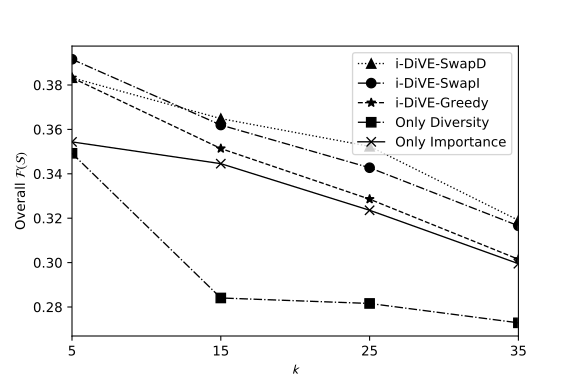 i-DiVE-SwapD
i-DiVE-SwapI
i-DiVE-Greedy
Only Diversity
Only Importance
Overall F(S)
0.38
0.36
0.34
0.32
0.30
0.28
5
15
25
35
k